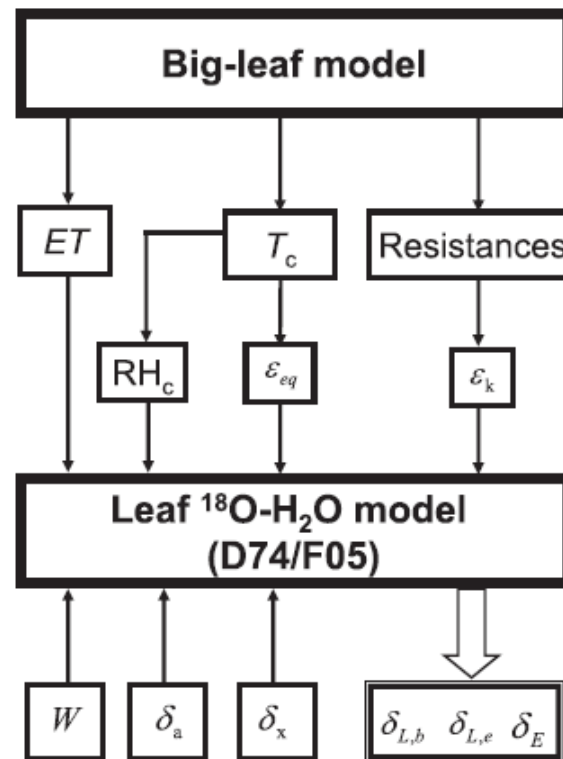 Big-leaf model
ET
T_c
Resistances
RH_c
ε_eq
ε_k
Leaf ¹⁸O-H₂O model
(D74/F05)
W
δ_a
δ_x
δ_L,b δ_L,e δ_E